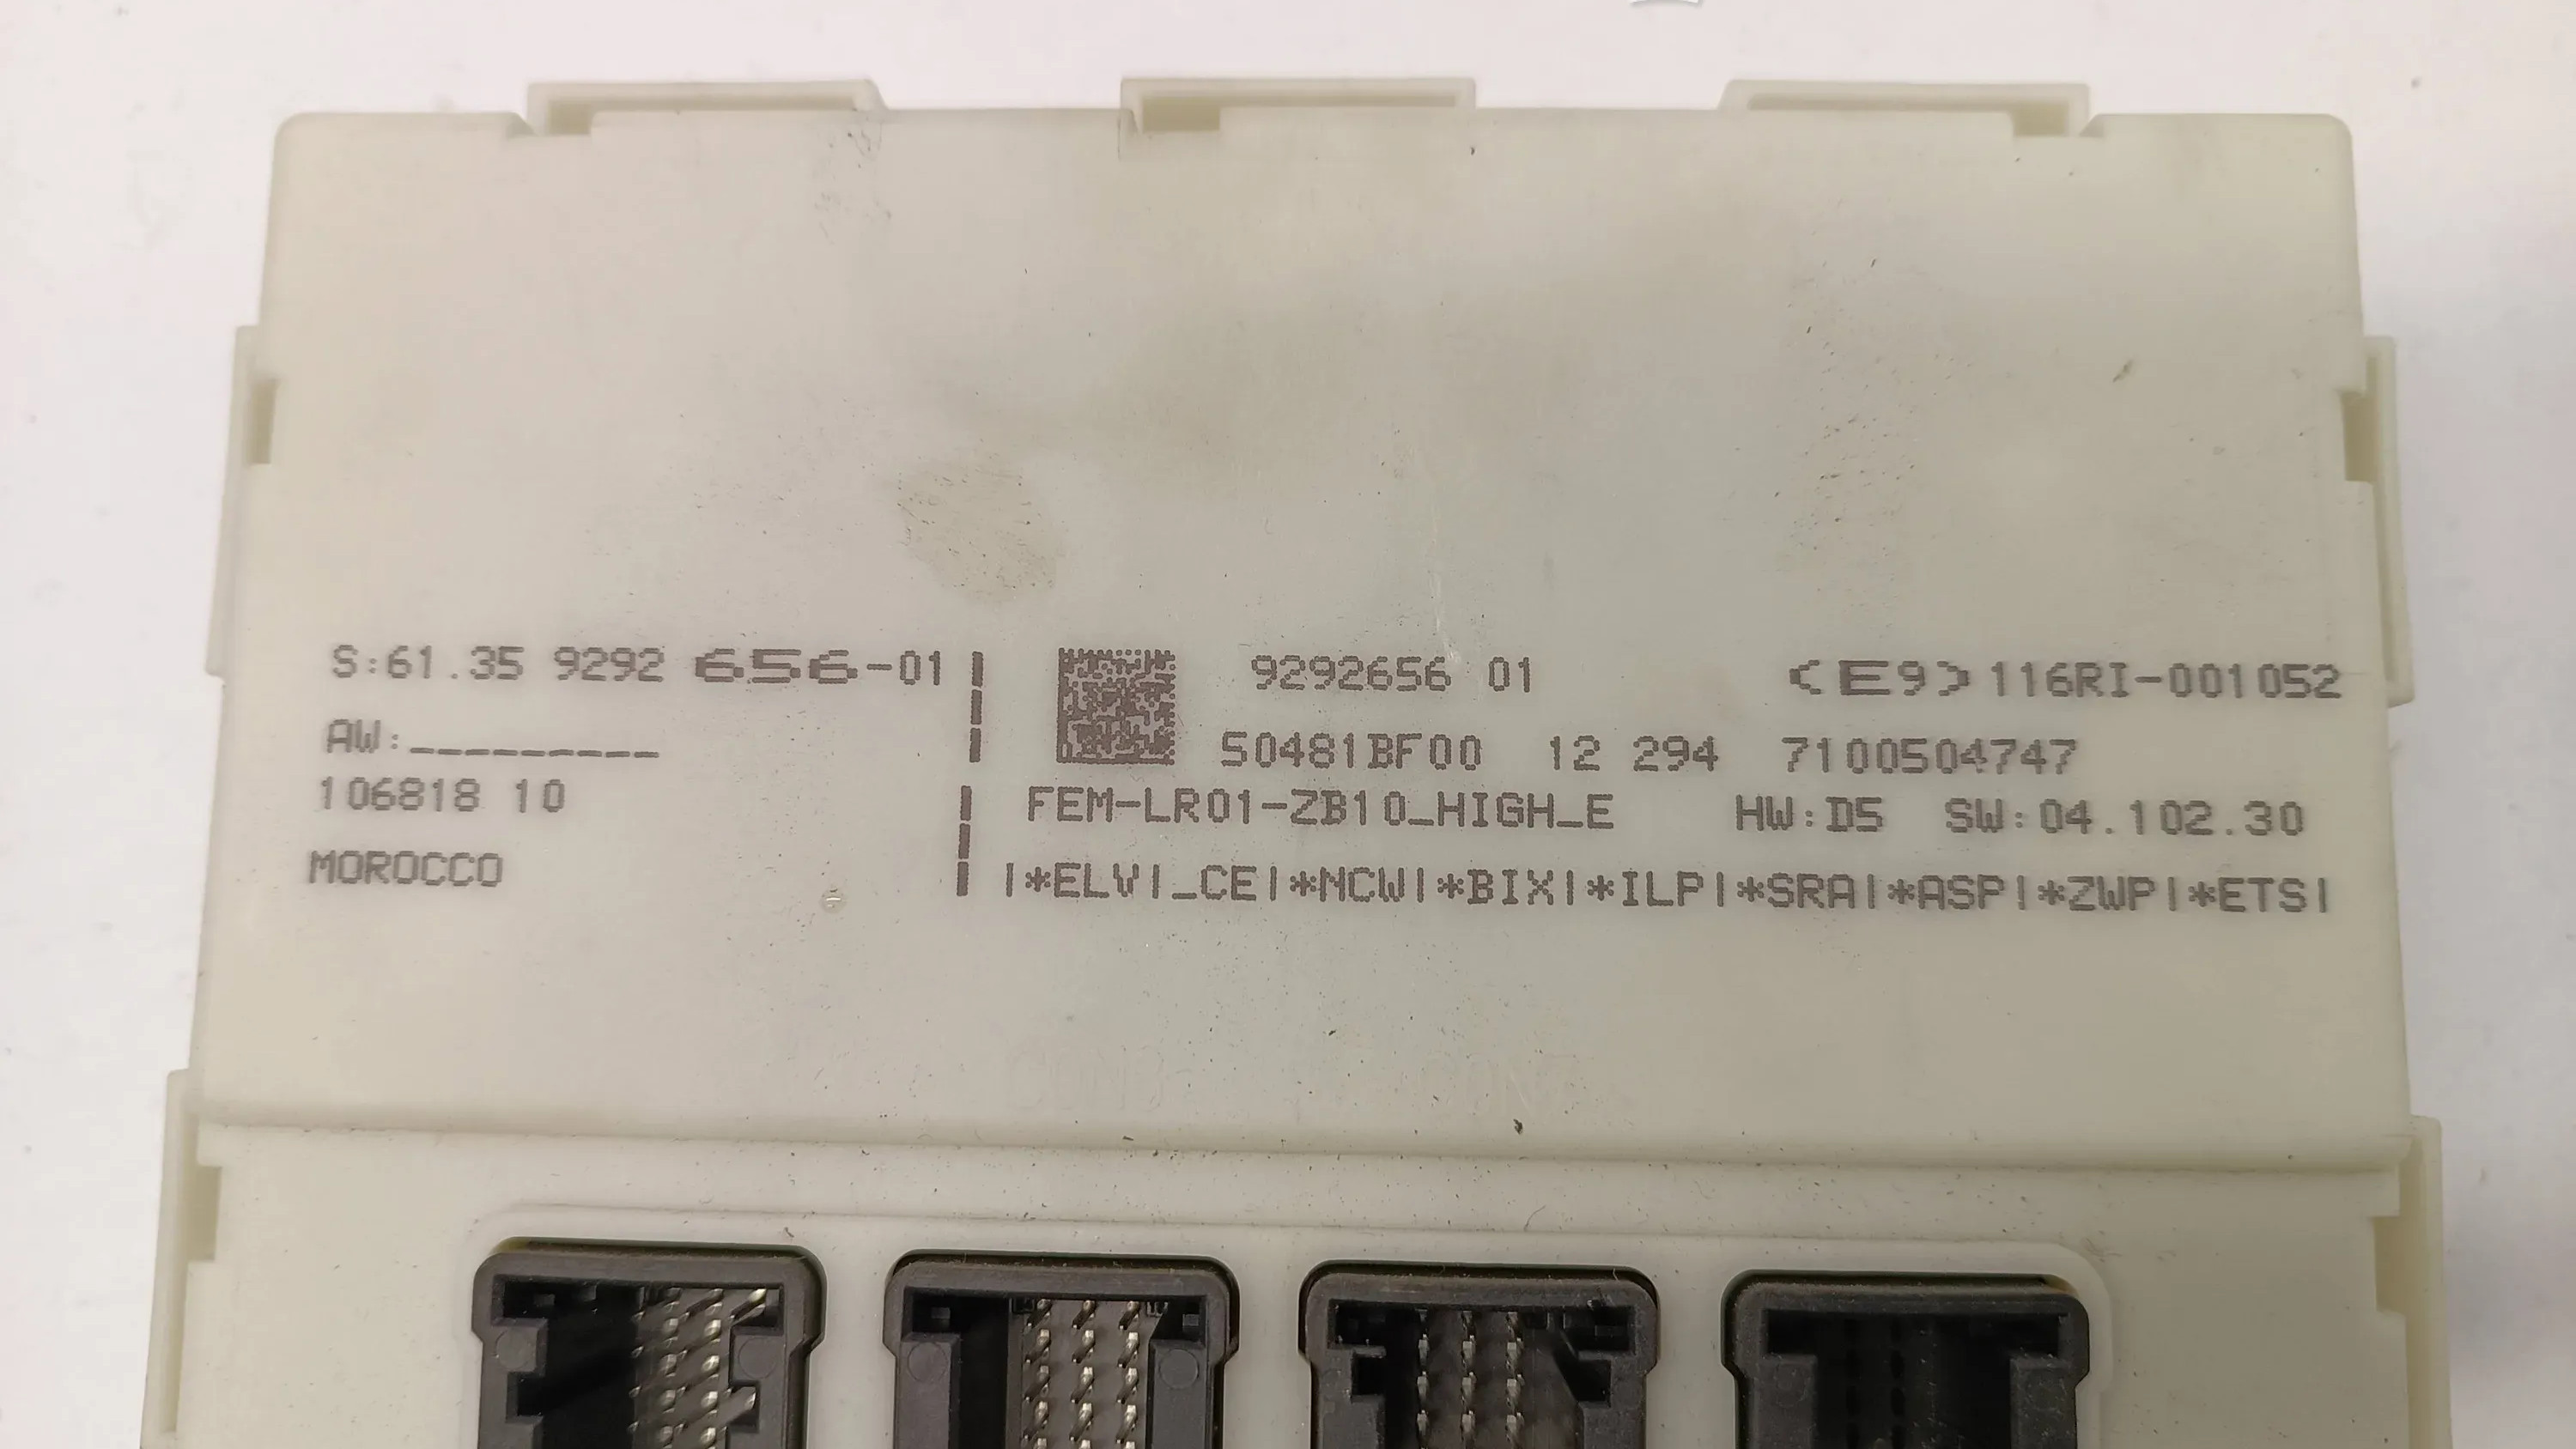 S:61.35 9292 656-01
AW:_________
106818 10
MOROCCO
9292656 01 <E9>116RI-001052
50481BF00 12 294 7100504747
FEM-LR01-ZB10_HIGH_E HW:D5 SW:04.102.30
|*ELV|_CE|*MCW|*BIX|*ILP|*SRA|*ASP|*ZWP|*ETS|